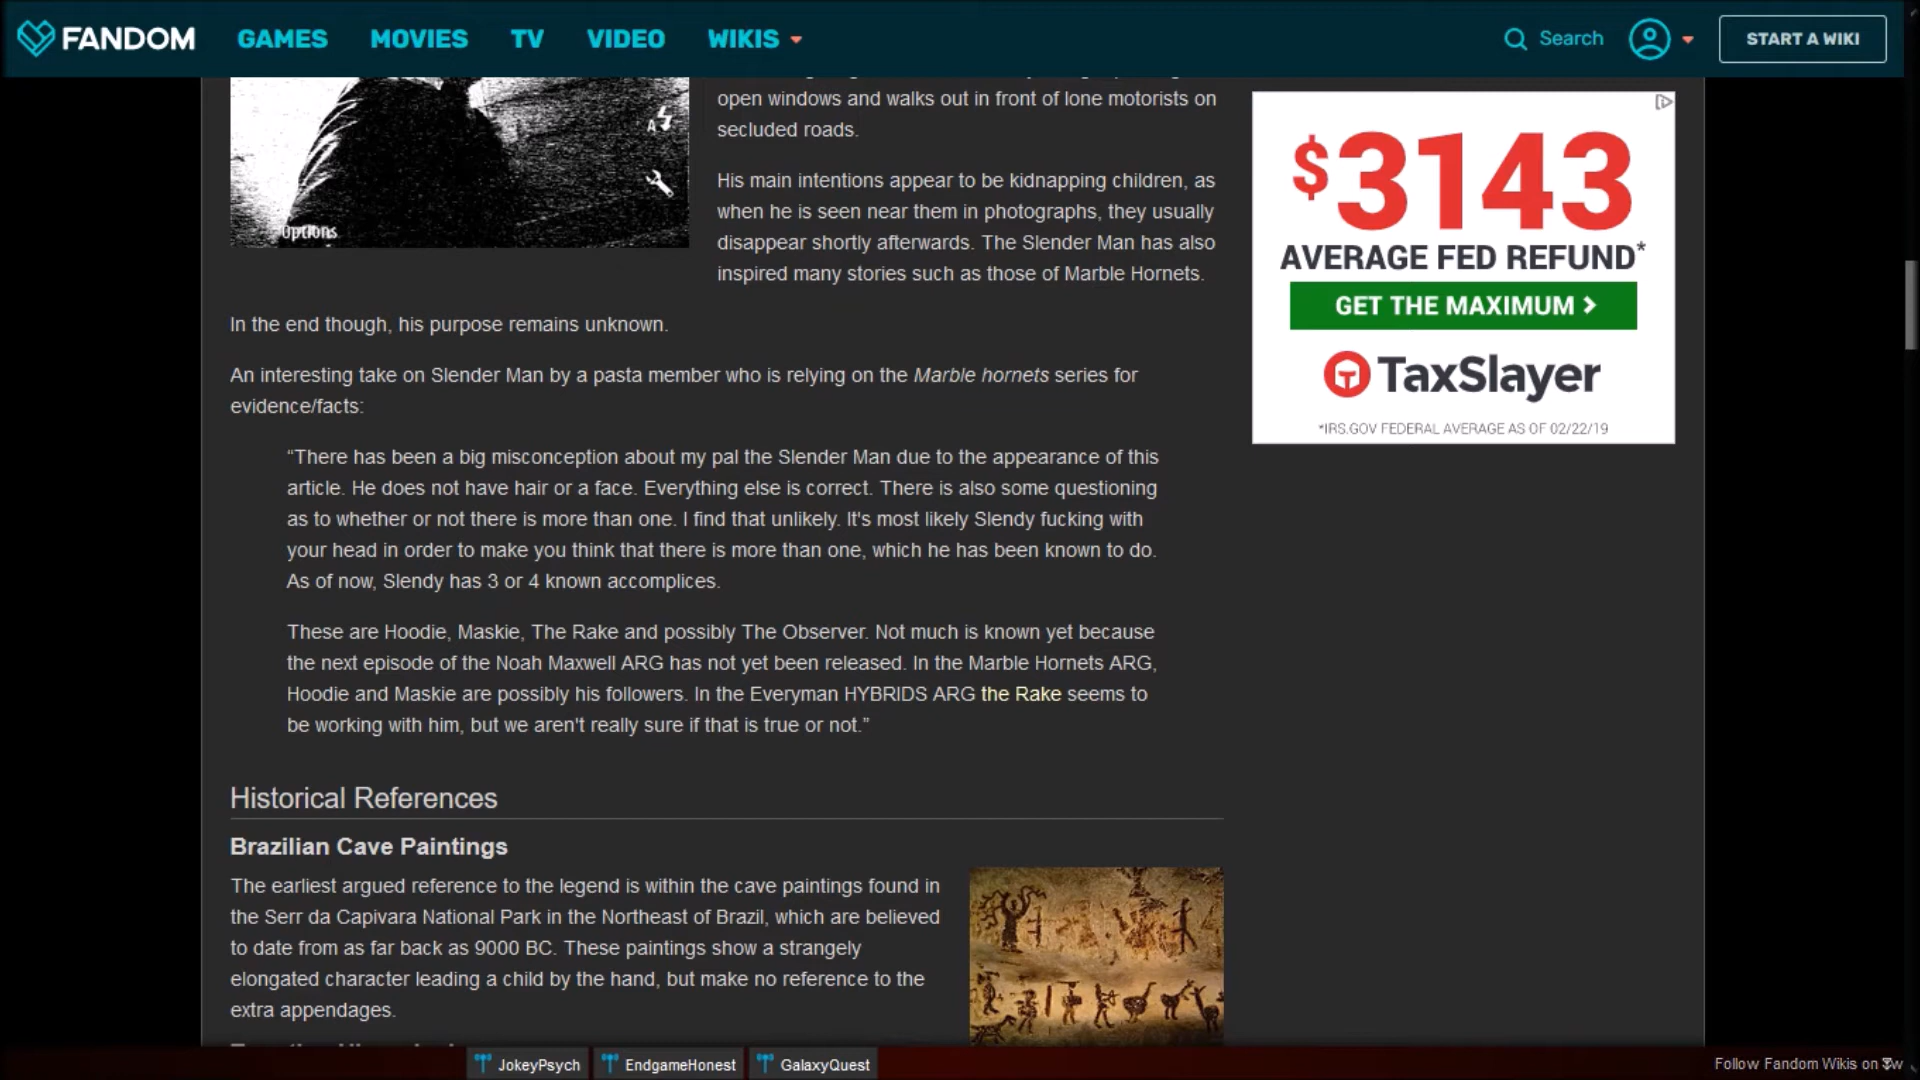 FANDOM GAMES MOVIES TV VIDEO WIKIS Search START A WIKI
open windows and walks out in front of lone motorists on
secluded roads.
His main intentions appear to be kidnapping children, as
when he is seen near them in photographs, they usually
disappear shortly afterwards. The Slender Man has also
inspired many stories such as those of Marble Hornets.
A
Options
$3143
AVERAGE FED REFUND*
GET THE MAXIMUM
TaxSlayer
*IRS.GOV FEDERAL AVERAGE AS OF 02/22/19
In the end though, his purpose remains unknown.
An interesting take on Slender Man by a pasta member who is relying on the Marble hornets series for
evidence/facts:
“There has been a big misconception about my pal the Slender Man due to the appearance of this
article. He does not have hair or a face. Everything else is correct. There is also some questioning
as to whether or not there is more than one. I find that unlikely. It's most likely Slendy fucking with
your head in order to make you think that there is more than one, which he has been known to do.
As of now, Slendy has 3 or 4 known accomplices.
These are Hoodie, Maskie, The Rake and possibly The Observer. Not much is known yet because
the next episode of the Noah Maxwell ARG has not yet been released. In the Marble Hornets ARG,
Hoodie and Maskie are possibly his followers. In the Everyman HYBRIDS ARG the Rake seems to
be working with him, but we aren't really sure if that is true or not.”
Historical References
Brazilian Cave Paintings
The earliest argued reference to the legend is within the cave paintings found in
the Serr da Capivara National Park in the Northeast of Brazil, which are believed
to date from as far back as 9000 BC. These paintings show a strangely
elongated character leading a child by the hand, but make no reference to the
extra appendages.
JokeyPsych EndgameHonest GalaxyQuest Follow Fandom Wikis on